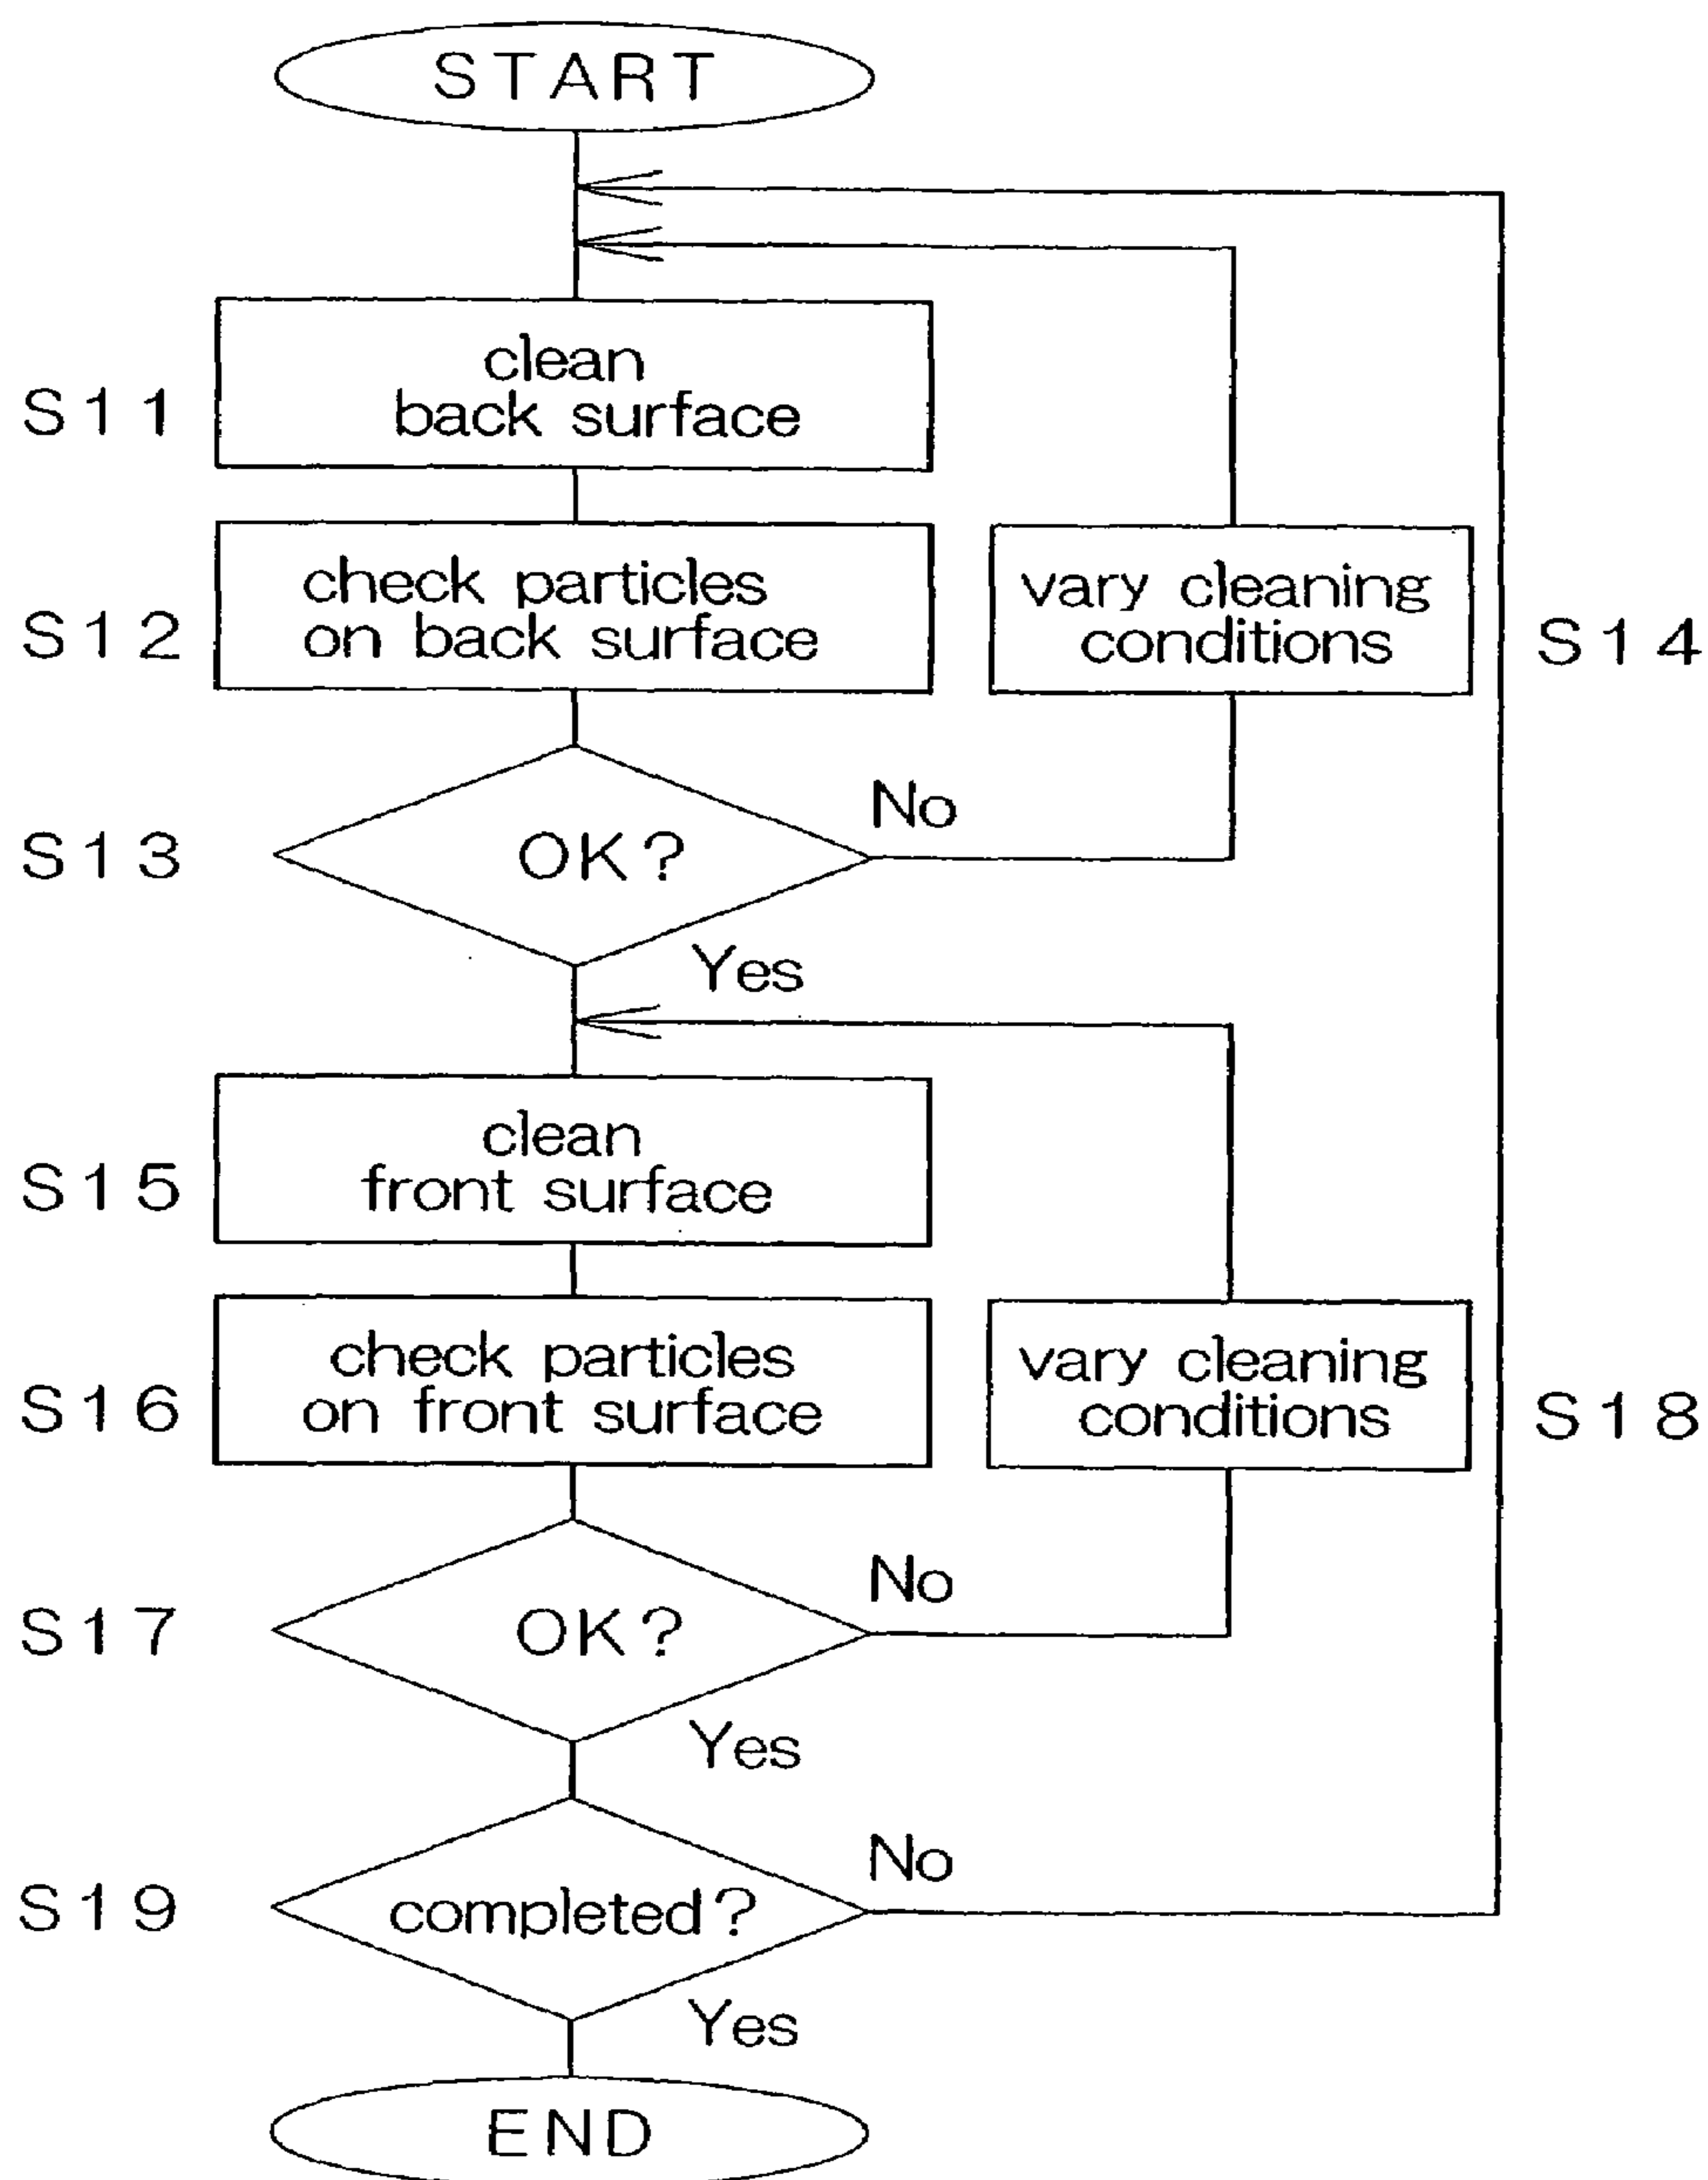 START
clean
back surface
S11
check particles
on back surface
S12
vary cleaning
conditions
S14
OK?
No
S13
Yes
clean
front surface
S15
check particles
on front surface
S16
vary cleaning
conditions
S18
OK?
No
S17
Yes
completed?
No
S19
Yes
END